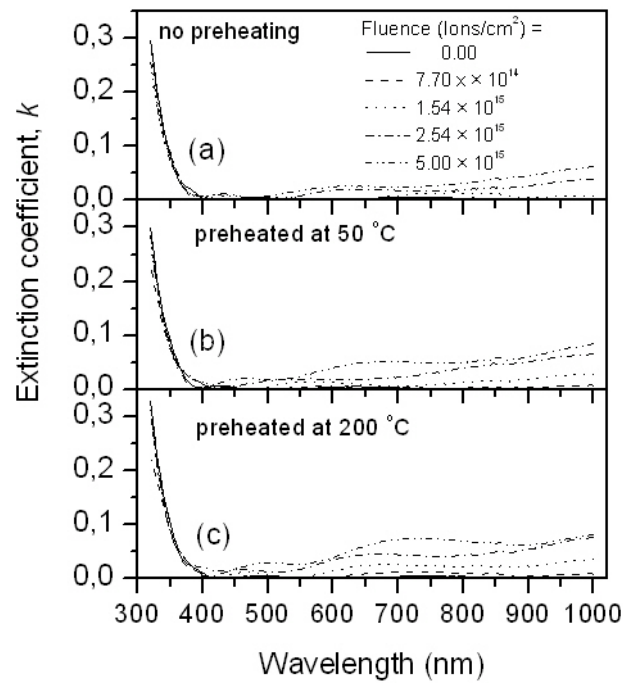 no preheating
Fluence (Ions/cm²) =
0.00
7.70 x × 10¹⁴
1.54 × 10¹⁵
2.54 × 10¹⁵
5.00 × 10¹⁵
(a)
0,3
0,2
0,1
0,0
preheated at 50 °C
(b)
0,3
0,2
0,1
0,0
preheated at 200 °C
(c)
0,3
0,2
0,1
0,0
Extinction coefficient, k
300 400 500 600 700 800 900 1000
Wavelength (nm)